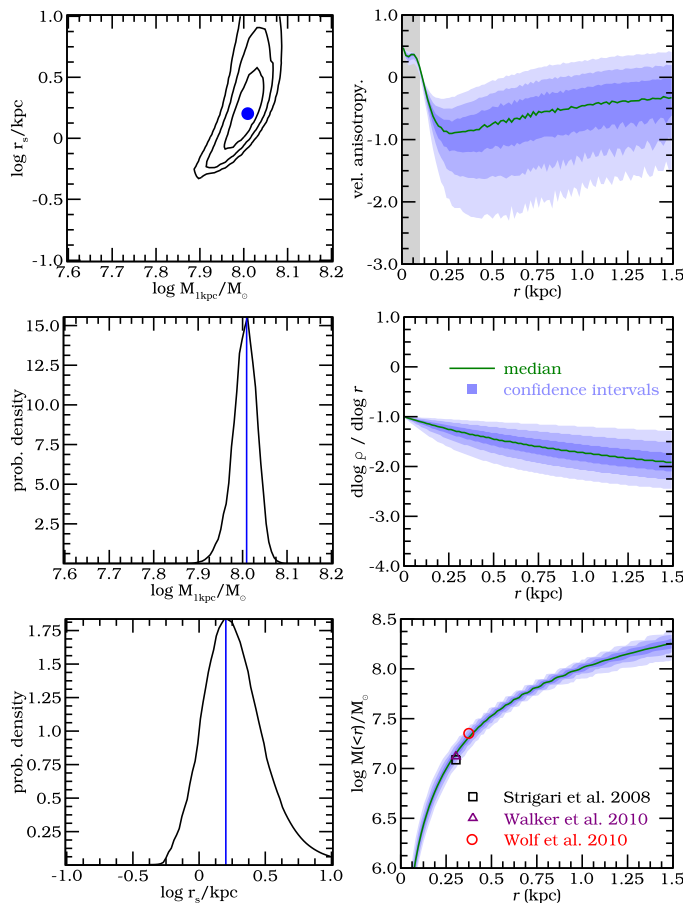 1.0
0.5
0
-0.5
1.0
log r_s/kpc
7.6 7.7 7.8 7.9 8.0 8.1 8.2
log M_1kpc/M_⊙
1.0
0
-1.0
-2.0
-3.0
vel. anisotropy.
0 0.25 0.5 0.75 1.0 1.25 1.5
r (kpc)
15.0
12.5
10.0
7.5
5.0
2.5
prob. density
7.6 7.7 7.8 7.9 8.0 8.1 8.2
log M_1kpc/M_⊙
1.0
0
-1.0
-2.0
-3.0
-4.0
dlog ρ / dlog r
median
confidence intervals
0 0.25 0.5 0.75 1.0 1.25 1.5
r (kpc)
1.75
1.5
1.25
1.0
0.75
0.5
0.25
prob. density
-1.0 -0.5 0 0.5 1.0
log r_s/kpc
8.5
8.0
7.5
7.0
6.5
6.0
log M(<r)/M_⊙
Strigari et al. 2008
Walker et al. 2010
Wolf et al. 2010
0 0.25 0.5 0.75 1.0 1.25 1.5
r (kpc)